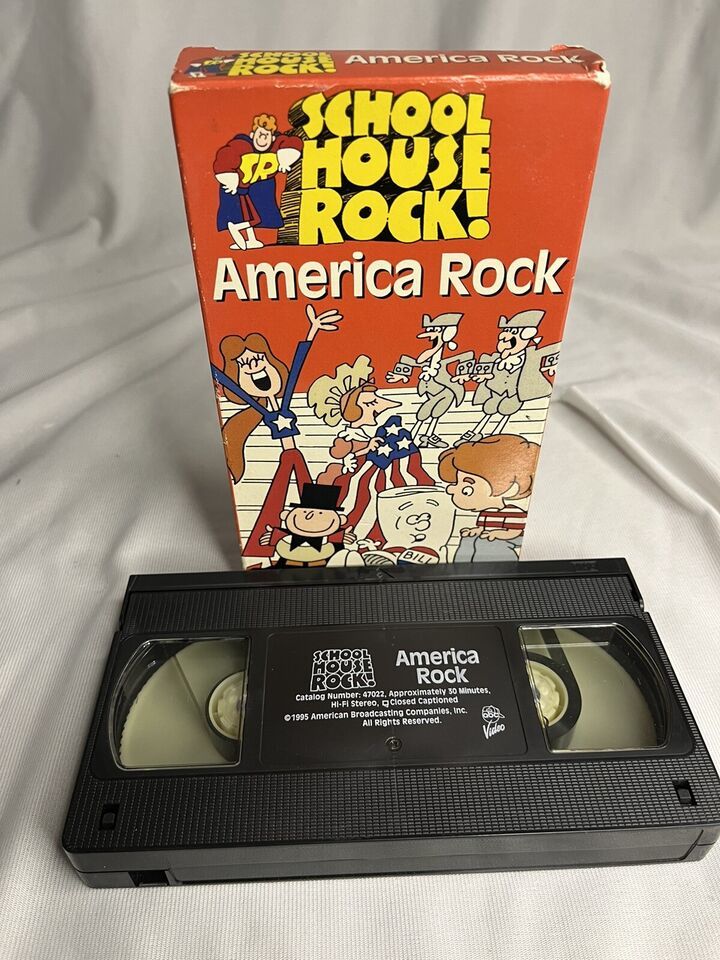 SCHOOL HOUSE ROCK! America Rock
SP
SCHOOL
HOUSE
ROCK!
America Rock
BILL
SCHOOL
HOUSE
ROCK!
America
Rock
Catalog Number: 47022, Approximately 30 Minutes,
Hi-Fi Stereo, Closed Captioned
©1995 American Broadcasting Companies, Inc.
All Rights Reserved.
abc
Video